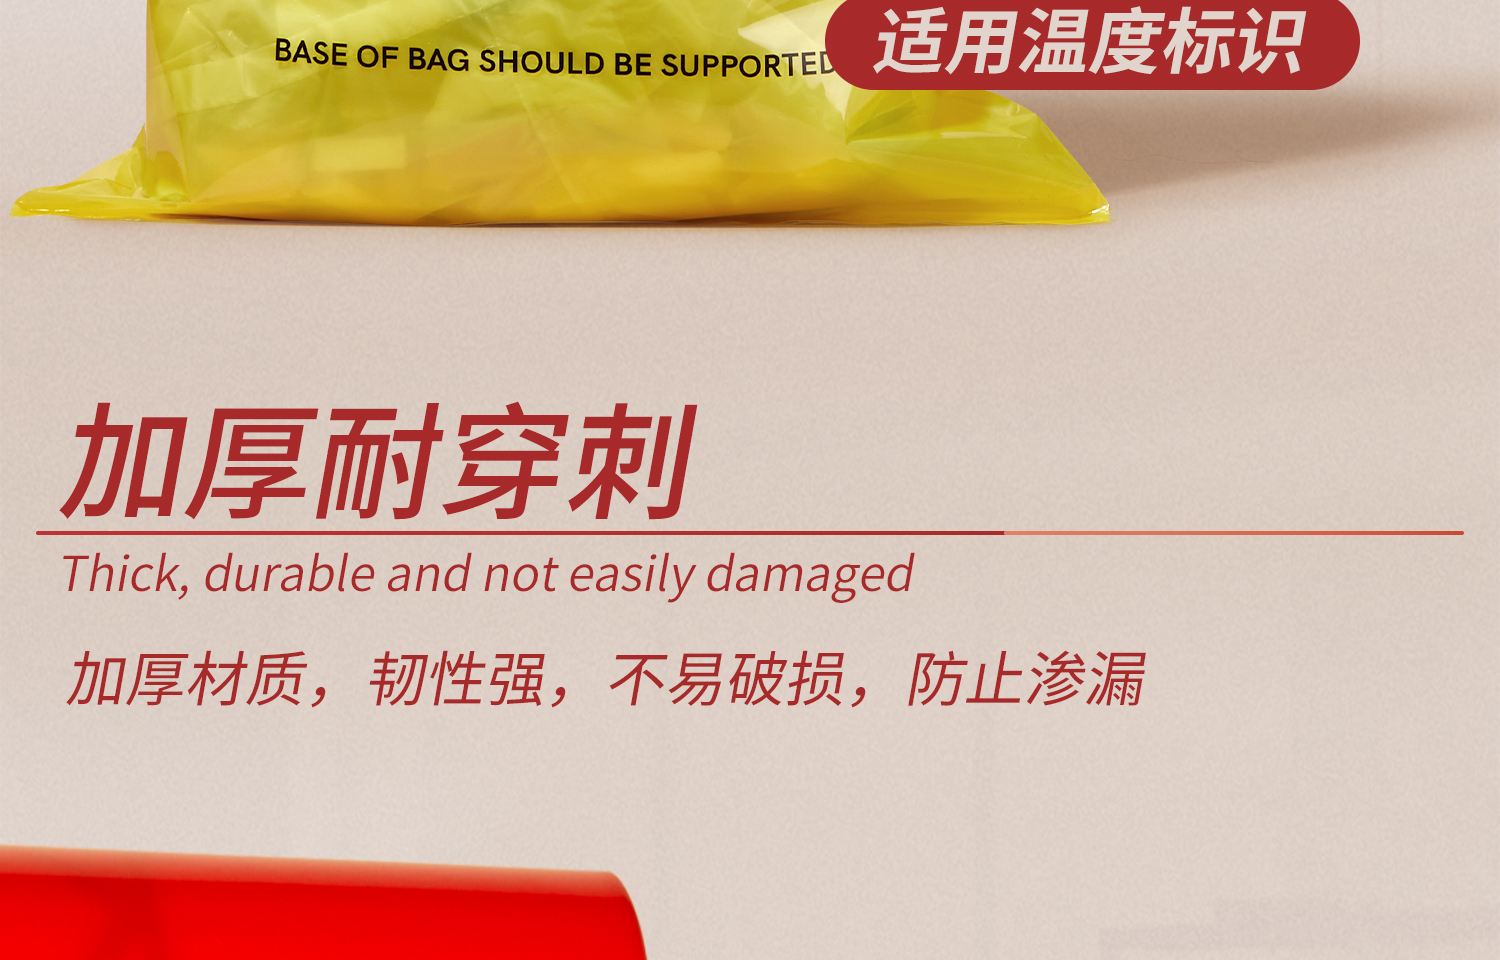 BASE OF BAG SHOULD BE SUPPORTED
适用温度标识
加厚耐穿刺
Thick, durable and not easily damaged
加厚材质，韧性强，不易破损，防止渗漏